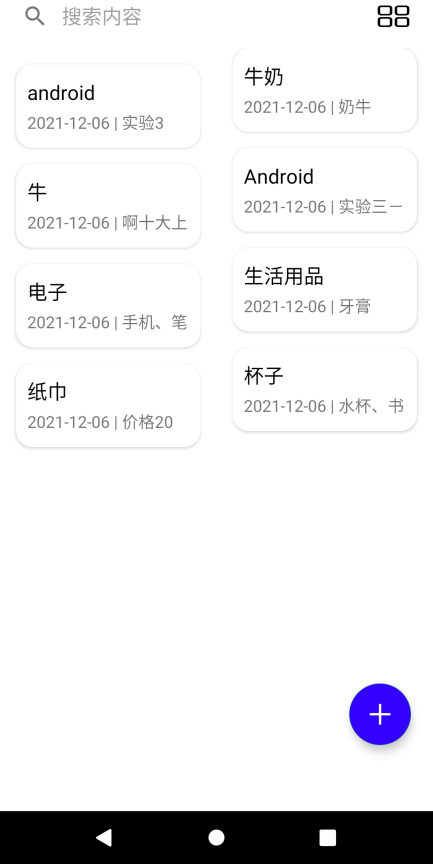 搜索内容
android
2021-12-06 | 实验3
牛奶
2021-12-06 | 奶牛
牛
2021-12-06 | 啊十大上
Android
2021-12-06 | 实验三一
电子
2021-12-06 | 手机、笔
生活用品
2021-12-06 | 牙膏
纸巾
2021-12-06 | 价格20
杯子
2021-12-06 | 水杯、书